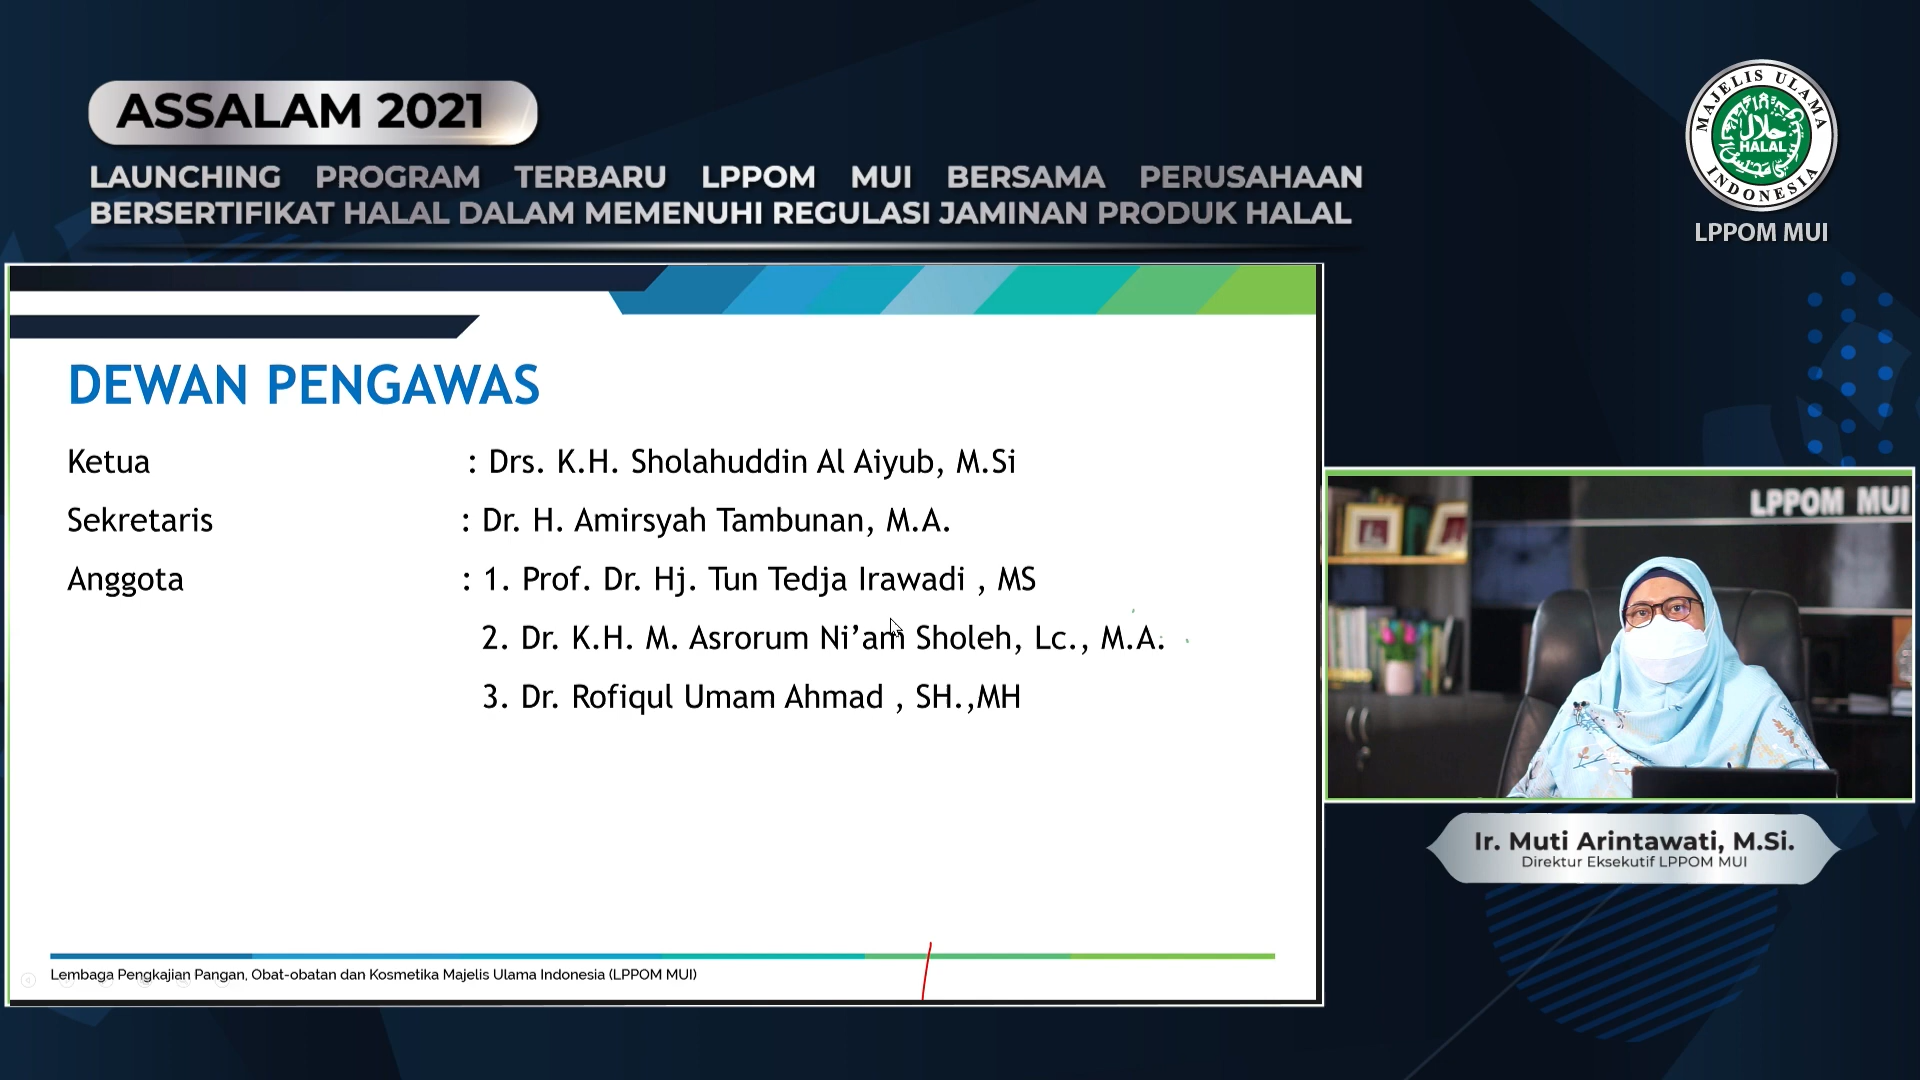 ASSALAM 2021
LAUNCHING PROGRAM TERBARU LPPOM MUI BERSAMA PERUSAHAAN
BERSERTIFIKAT HALAL DALAM MEMENUHI REGULASI JAMINAN PRODUK HALAL
MAJELIS ULAMA
حلال
HALAL
INDONESIA
LPPOM MUI
DEWAN PENGAWAS
Ketua : Drs. K.H. Sholahuddin Al Aiyub, M.Si
Sekretaris : Dr. H. Amirsyah Tambunan, M.A.
Anggota : 1. Prof. Dr. Hj. Tun Tedja Irawadi , MS
2. Dr. K.H. M. Asrorum Ni’am Sholeh, Lc., M.A.
3. Dr. Rofiqul Umam Ahmad , SH.,MH
LPPOM MUI
Ir. Muti Arintawati, M.Si.
Direktur Eksekutif LPPOM MUI
Lembaga Pengkajian Pangan, Obat-obatan dan Kosmetika Majelis Ulama Indonesia (LPPOM MUI)